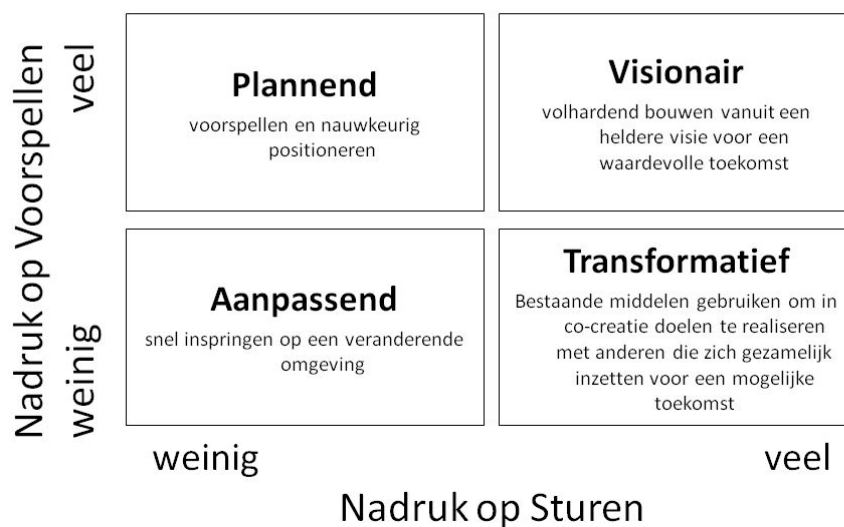 Nadruk op Voorspellen
veel
weinig
Plannend
voorspellen en nauwkeurig
positioneren
Visionair
volhardend bouwen vanuit een
heldere visie voor een
waardevolle toekomst
Aanpassend
snel inspringen op een veranderende
omgeving
Transformatief
Bestaande middelen gebruiken om in
co-creatie doelen te realiseren
met anderen die zich gezamelijk
inzetten voor een mogelijke
toekomst
weinig
veel
Nadruk op Sturen